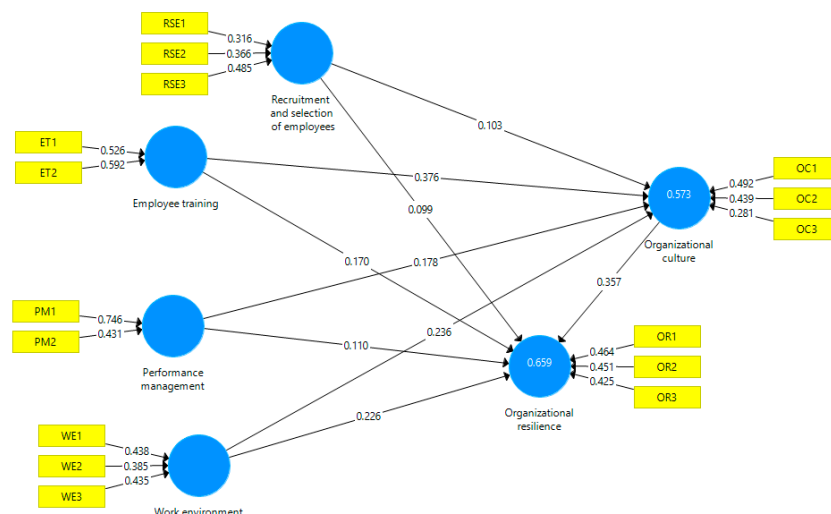 RSE1
0.316
RSE2
0.366
RSE3
0.485
Recruitment
and selection
of employees
0.103
ET1
0.526
ET2
0.592
Employee training
0.376
0.099
0.573
OC1
0.492
OC2
0.439
OC3
0.281
Organizational
culture
0.170
0.178
0.357
PM1
0.746
PM2
0.431
Performance
management
0.236
0.110
0.659
OR1
0.464
OR2
0.451
OR3
0.425
Organizational
resilience
0.226
WE1
0.438
WE2
0.385
WE3
0.435
Work environment